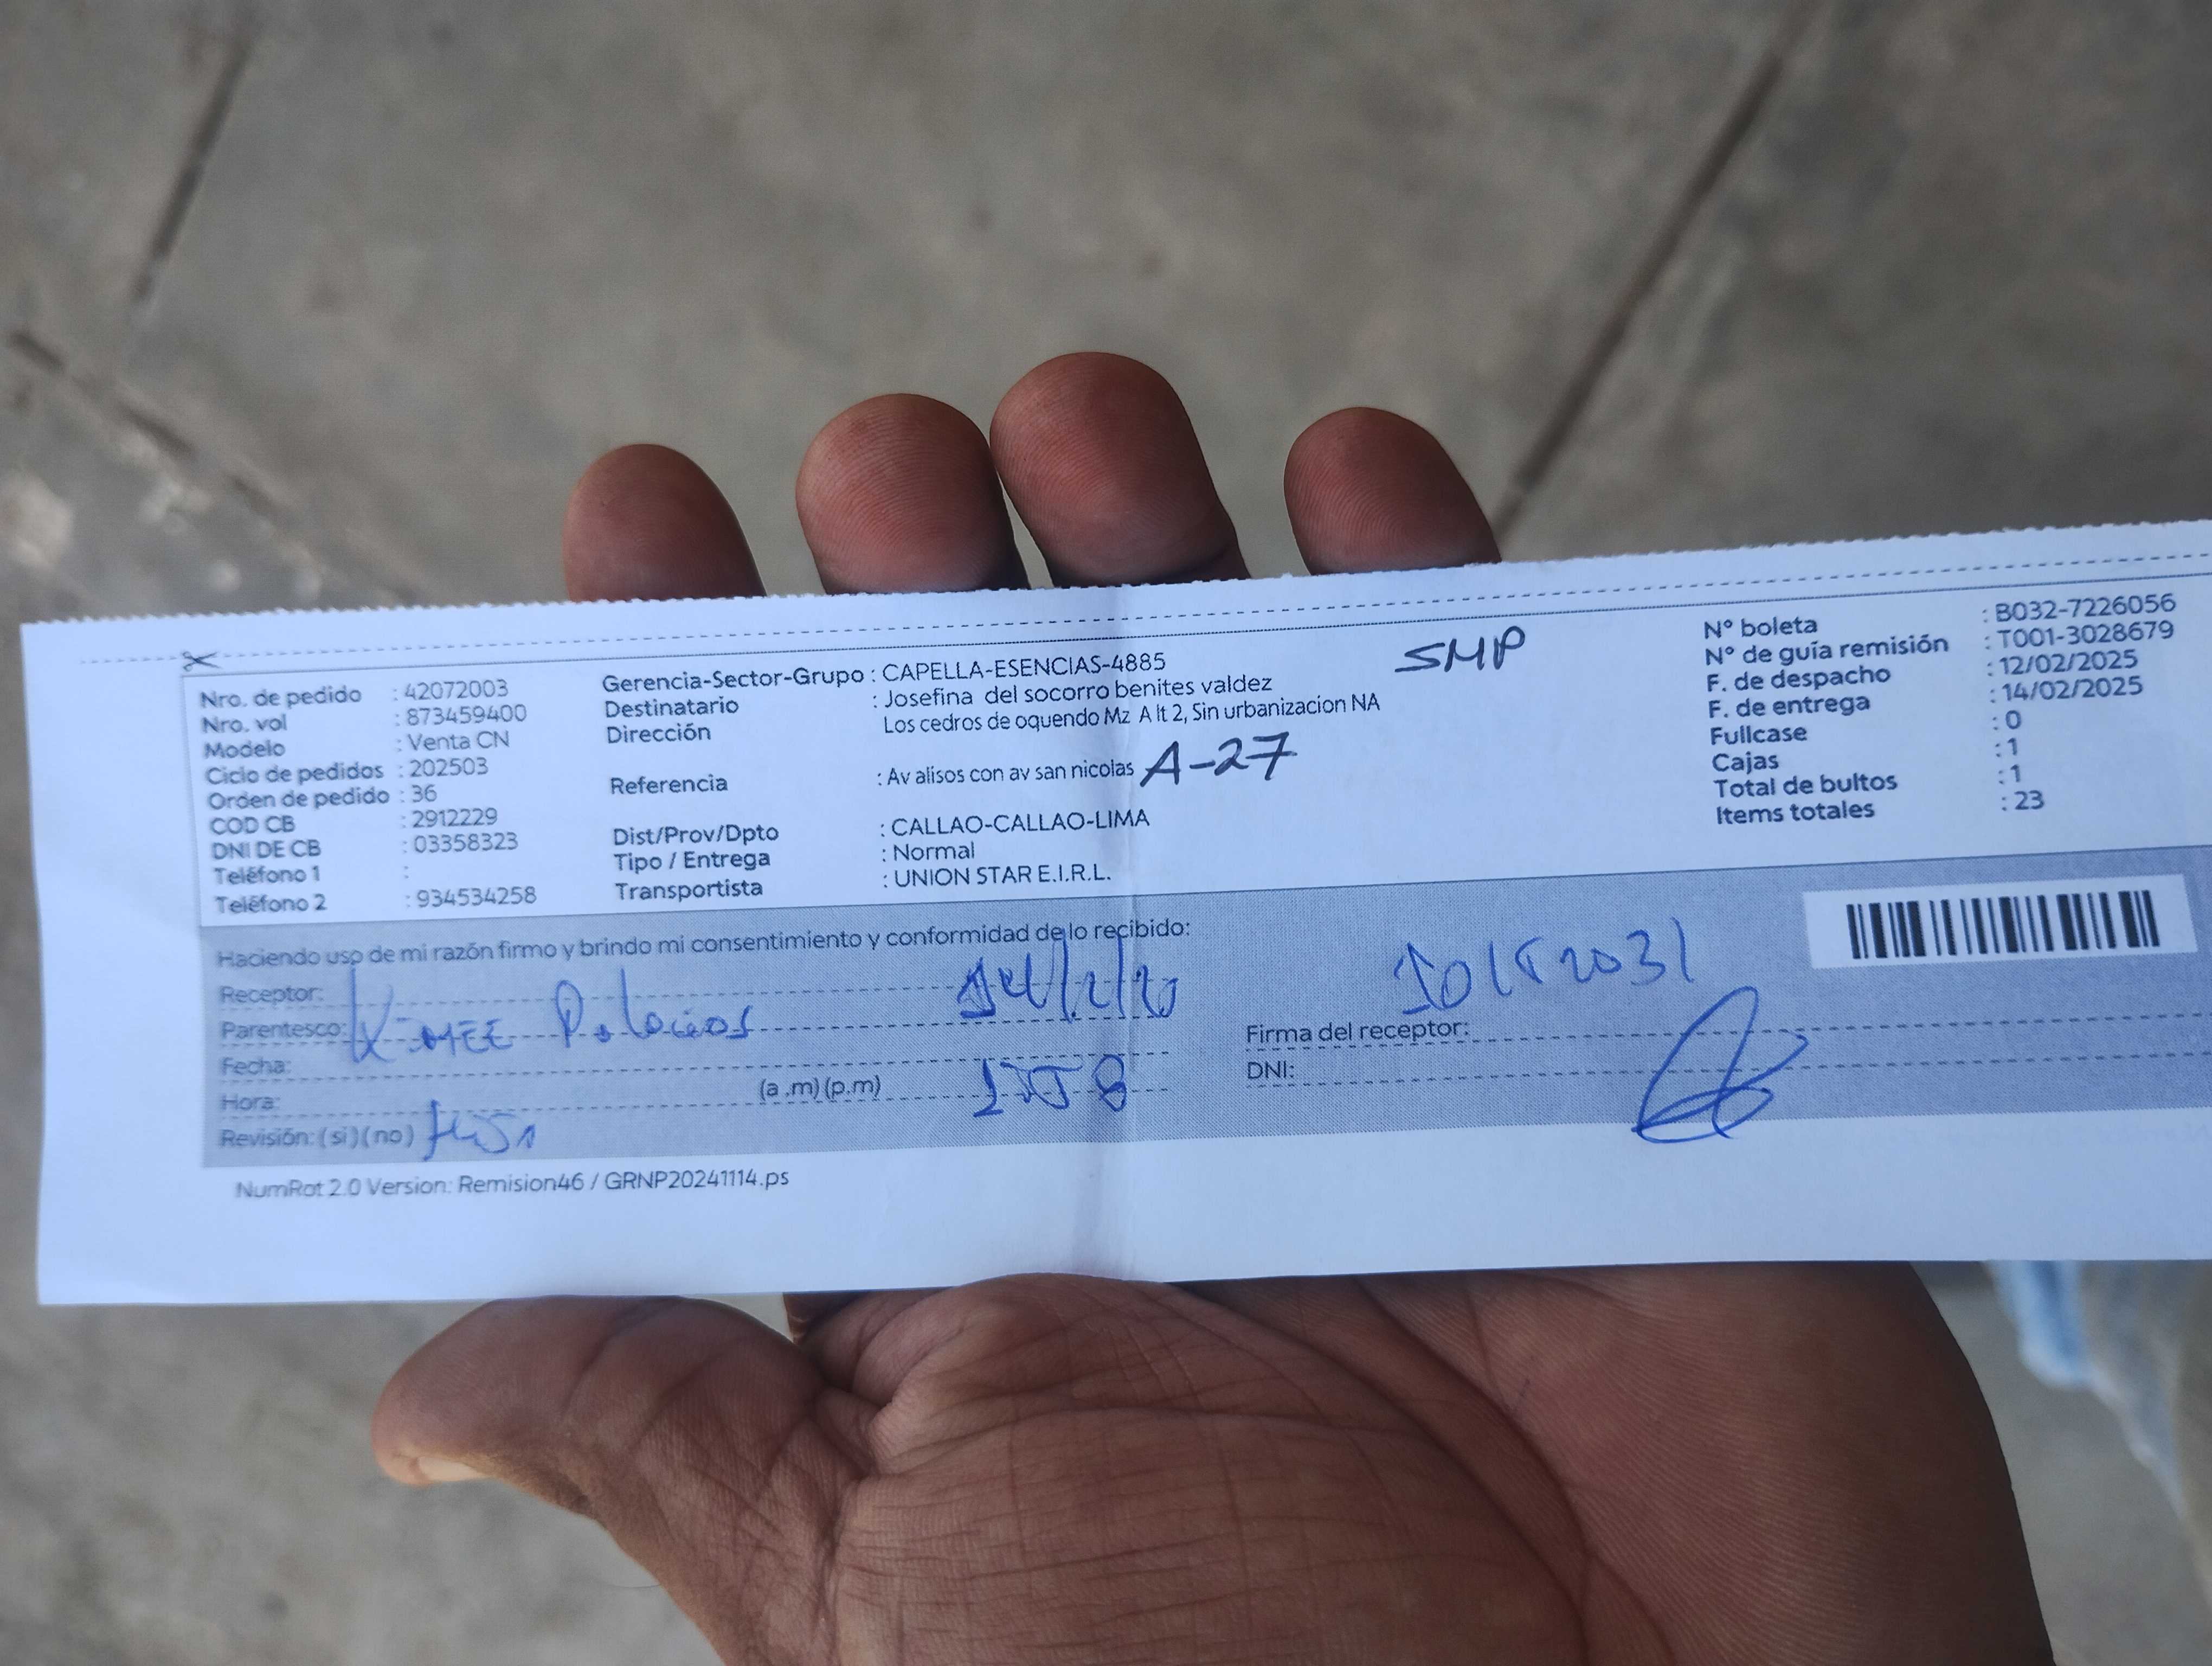 Nro. de pedido : 42072003
Nro. vol : 873459400
Modelo : Venta CN
Ciclo de pedidos : 202503
Orden de pedido : 36
COD CB : 2912229
DNI DE CB : 03358323
Teléfono 1 :
Teléfono 2 : 934534258
Gerencia-Sector-Grupo : CAPELLA-ESENCIAS-4885
Destinatario : Josefina del socorro benites valdez
Dirección Los cedros de oquendo Mz A lt 2, Sin urbanizacion NA
Referencia : Av alisos con av san nicolas A-27
Dist/Prov/Dpto : CALLAO-CALLAO-LIMA
Tipo / Entrega : Normal
Transportista : UNION STAR E.I.R.L.
SMP
N° boleta : B032-7226056
N° de guía remisión : T001-3028679
F. de despacho : 12/02/2025
F. de entrega : 14/02/2025
Fullcase : 0
Cajas : 1
Total de bultos : 1
Items totales : 23
Haciendo uso de mi razón firmo y brindo mi consentimiento y conformidad de lo recibido:
Receptor:
Parentesco:
Fecha:
Hora: (a .m) (p.m)
Revisión: (si) (no)
Firma del receptor:
DNI:
NumRot 2.0 Version: Remision46 / GRNP20241114.ps